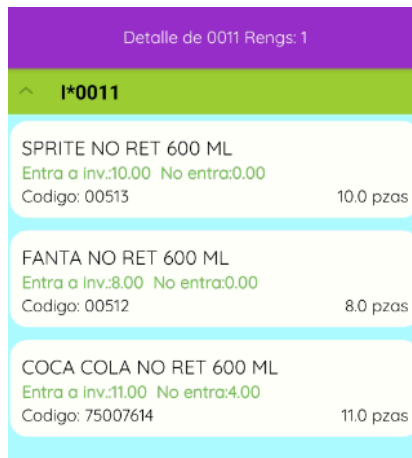 Detalle de 0011 Rengs: 1
I*0011
SPRITE NO RET 600 ML
Entra a inv.:10.00 No entra:0.00
Codigo: 00513 10.0 pzas
FANTA NO RET 600 ML
Entra a inv.:8.00 No entra:0.00
Codigo: 00512 8.0 pzas
COCA COLA NO RET 600 ML
Entra a inv.:11.00 No entra:4.00
Codigo: 75007614 11.0 pzas